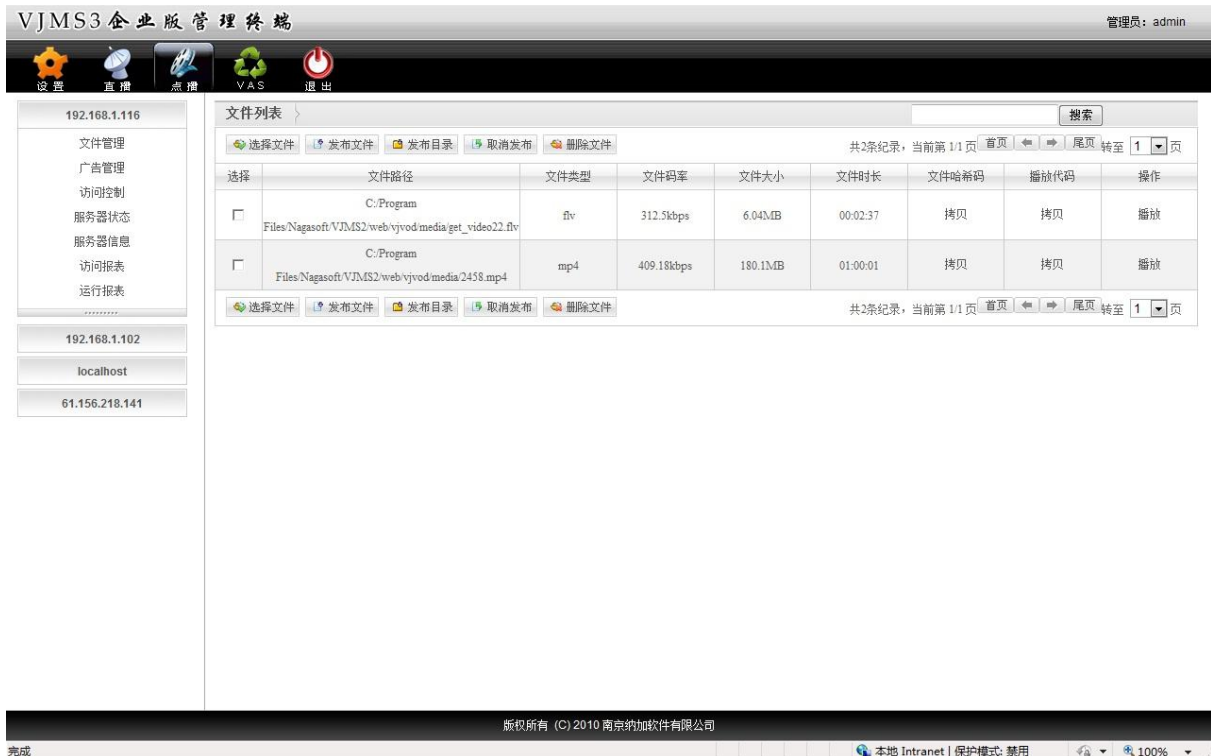 VJMS3企业版管理终端
管理员：admin
设置 直播 点播 VAS 退出
192.168.1.116
文件管理
广告管理
访问控制
服务器状态
服务器信息
访问报表
运行报表
192.168.1.102
localhost
61.156.218.141
文件列表 搜索
选择文件 发布文件 发布目录 取消发布 删除文件 共2条纪录，当前第 1/1 页 首页 尾页 转至 1 页
选择 文件路径 文件类型 文件码率 文件大小 文件时长 文件哈希码 播放代码 操作
C:/Program
Files/Nagasoft/VJMS2/web/vjvod/media/get_video22.flv flv 312.5kbps 6.04MB 00:02:37 拷贝 拷贝 播放
C:/Program
Files/Nagasoft/VJMS2/web/vjvod/media/2458.mp4 mp4 409.18kbps 180.1MB 01:00:01 拷贝 拷贝 播放
选择文件 发布文件 发布目录 取消发布 删除文件 共2条纪录，当前第 1/1 页 首页 尾页 转至 1 页
版权所有 (C) 2010 南京纳加软件有限公司
完成 本地 Intranet | 保护模式: 禁用 100%